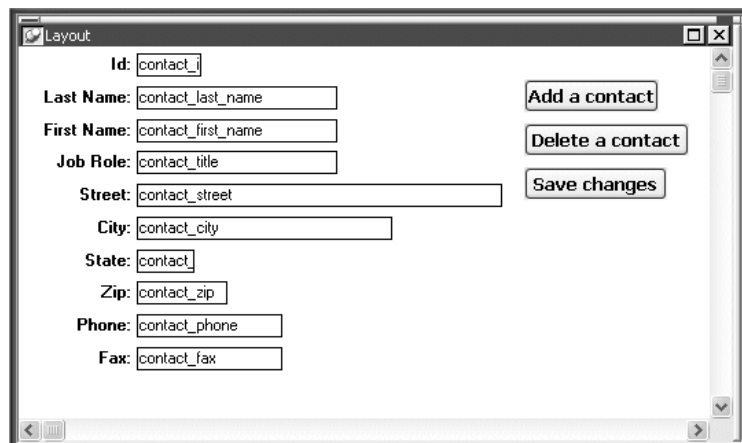 Layout
Id: contact_i
Last Name: contact_last_name
First Name: contact_first_name
Job Role: contact_title
Street: contact_street
City: contact_city
State: contact_
Zip: contact_zip
Phone: contact_phone
Fax: contact_fax
Add a contact
Delete a contact
Save changes